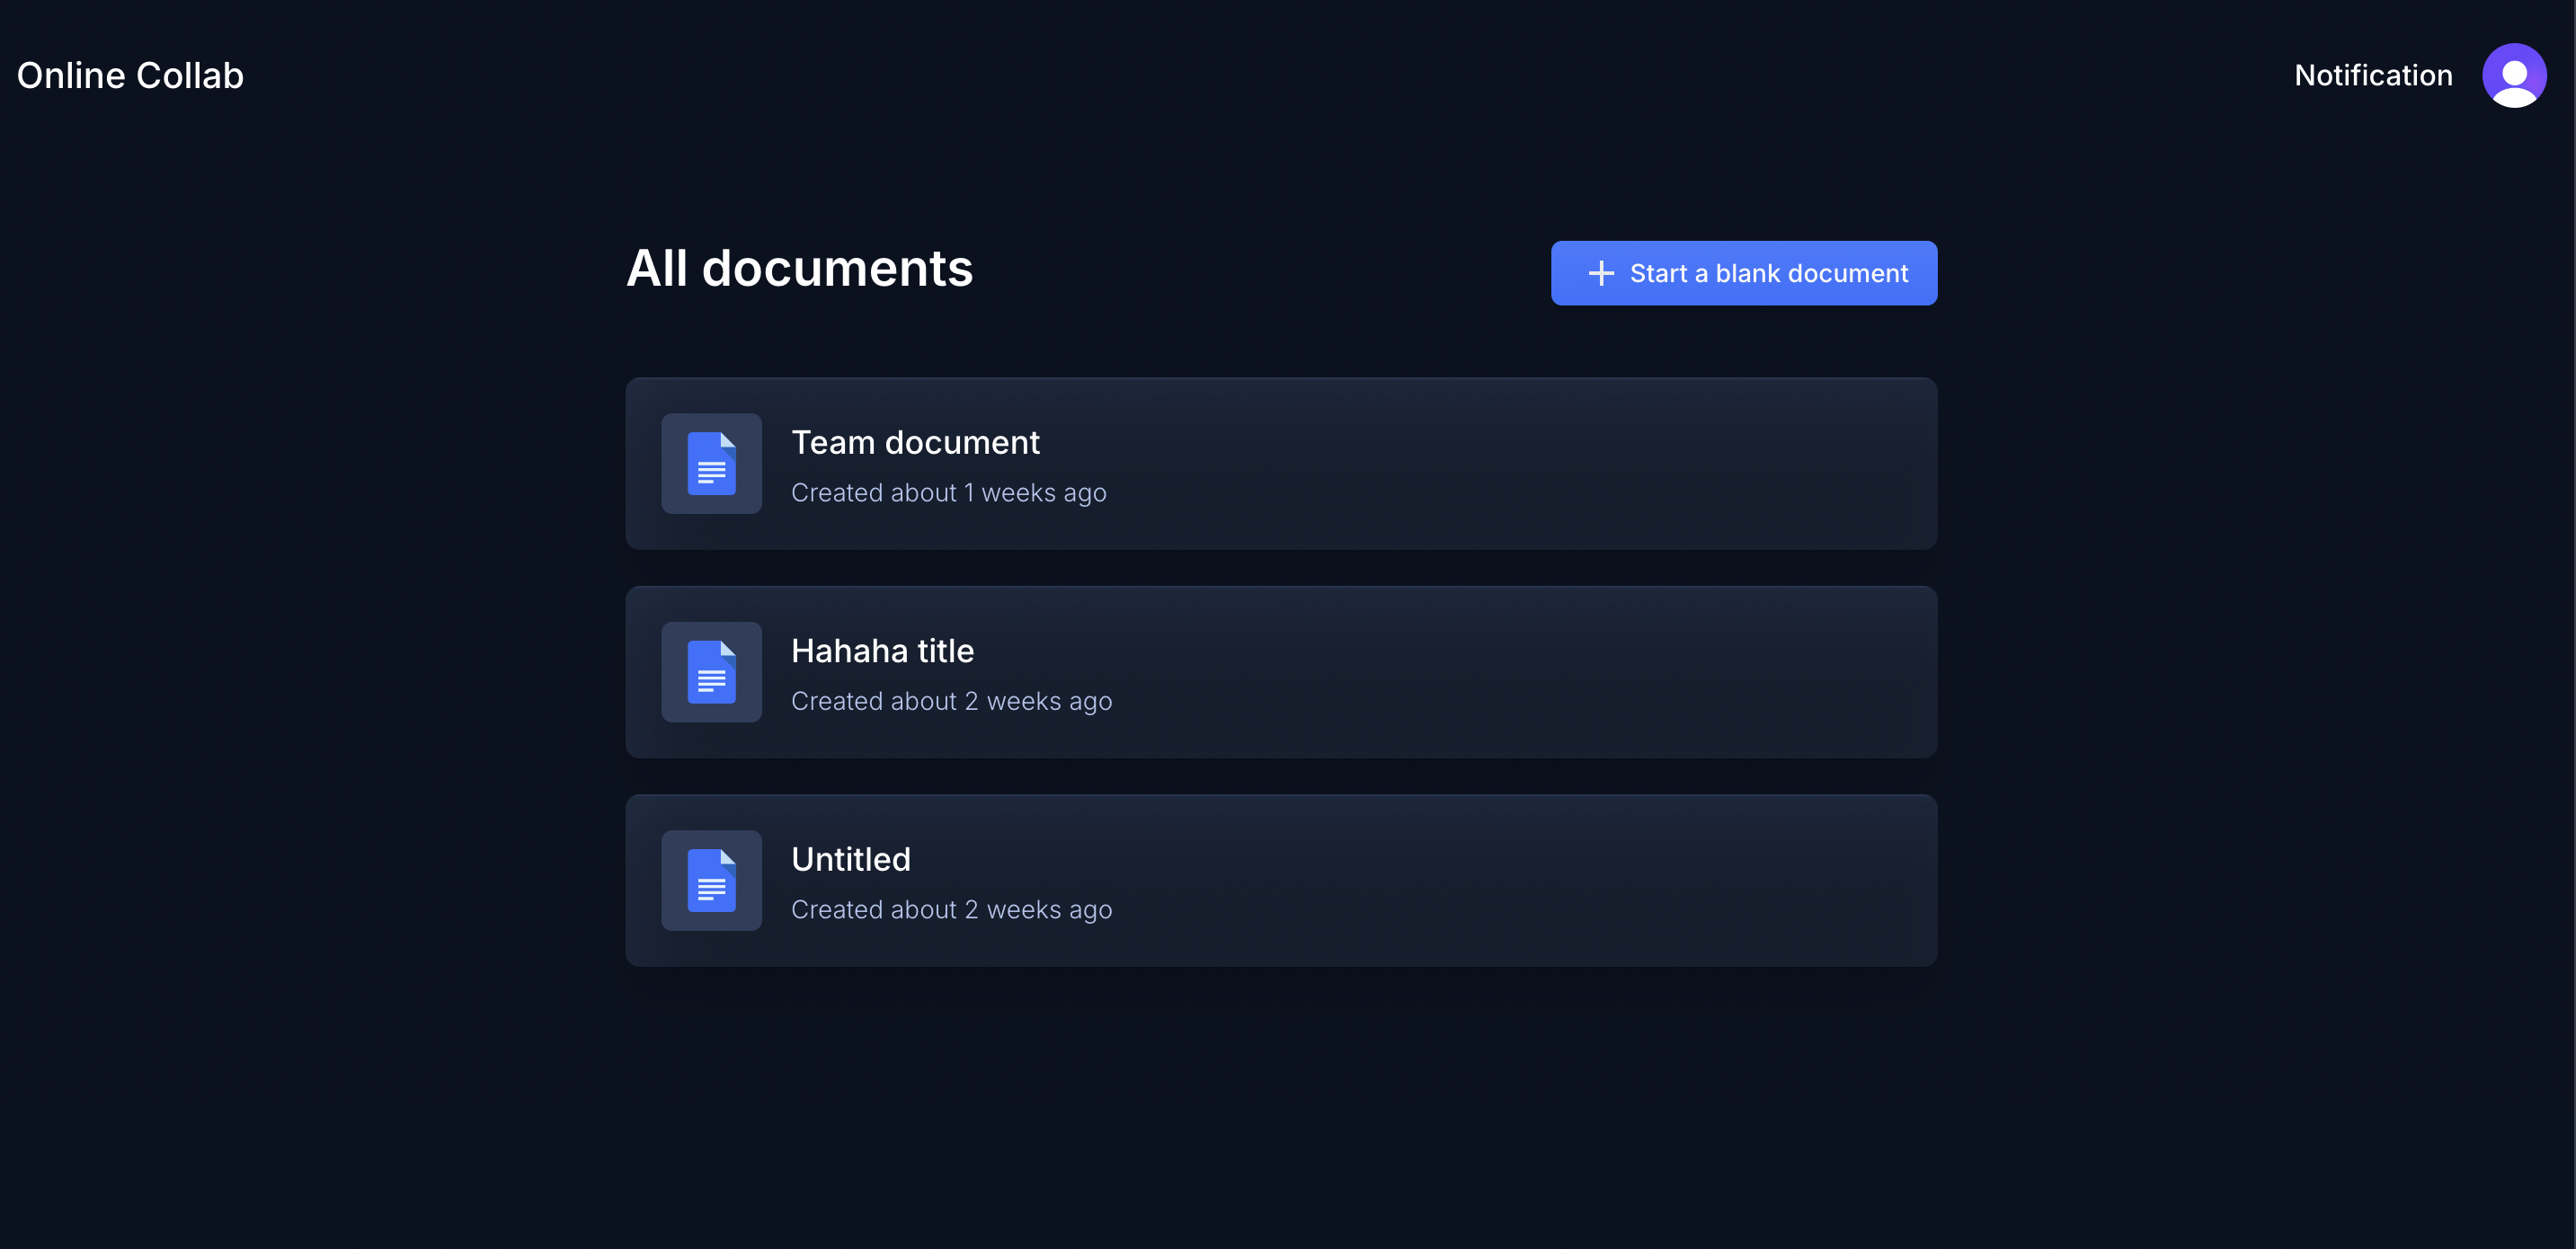 Online Collab
Notification
All documents
Start a blank document
Team document
Created about 1 weeks ago
Hahaha title
Created about 2 weeks ago
Untitled
Created about 2 weeks ago